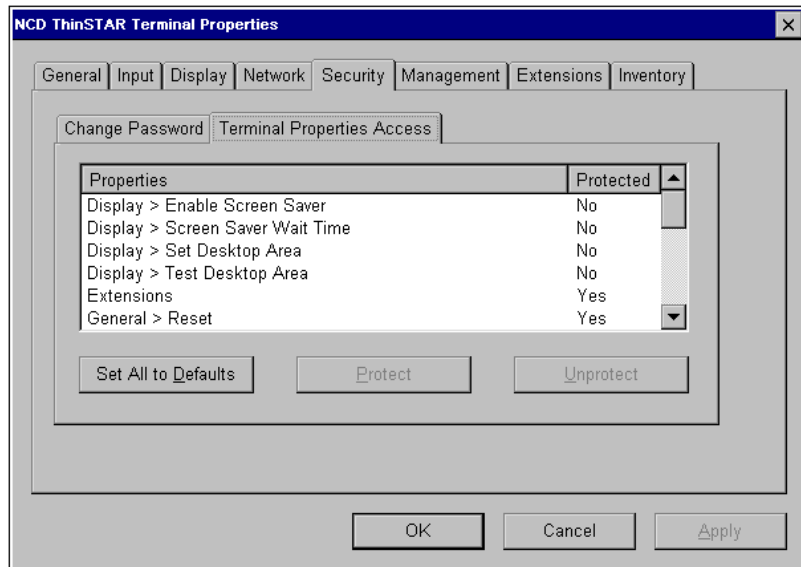 NCD ThinSTAR Terminal Properties
General Input Display Network Security Management Extensions Inventory
Change Password Terminal Properties Access
Properties Protected
Display > Enable Screen Saver No
Display > Screen Saver Wait Time No
Display > Set Desktop Area No
Display > Test Desktop Area No
Extensions Yes
General > Reset Yes
Set All to Defaults Protect Unprotect
OK Cancel Apply